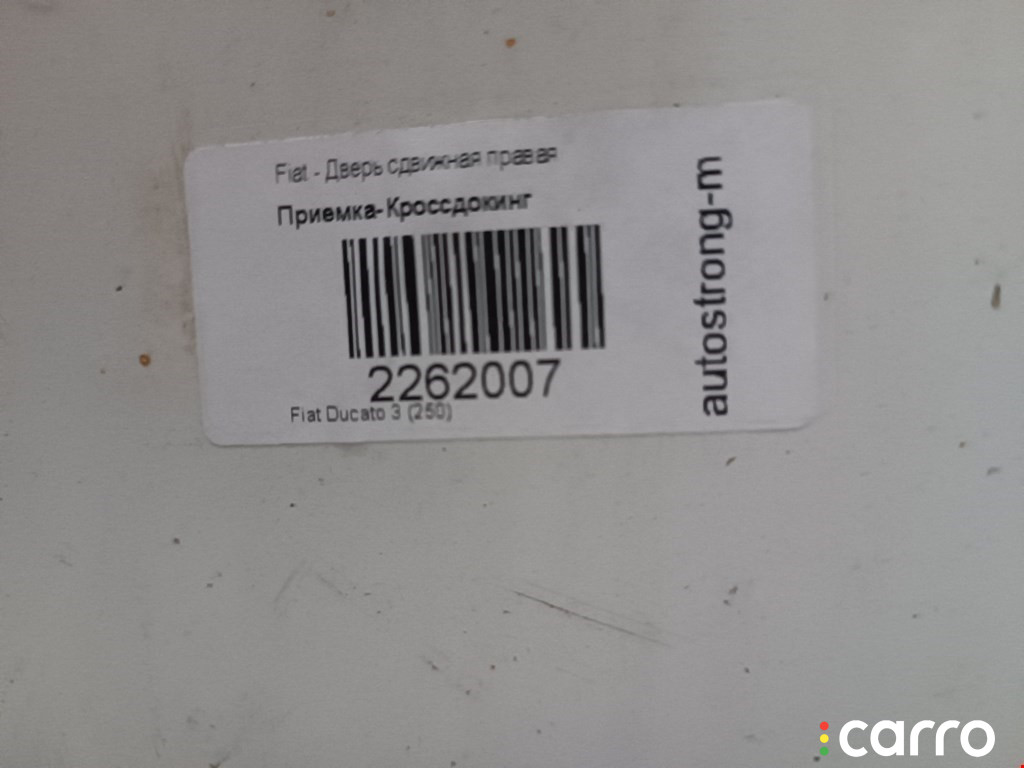 Fiat - Дверь сдвижная правая
Приемка-Кроссдокинг
2262007
Fiat Ducato 3 (250)
autostrong-m
carro